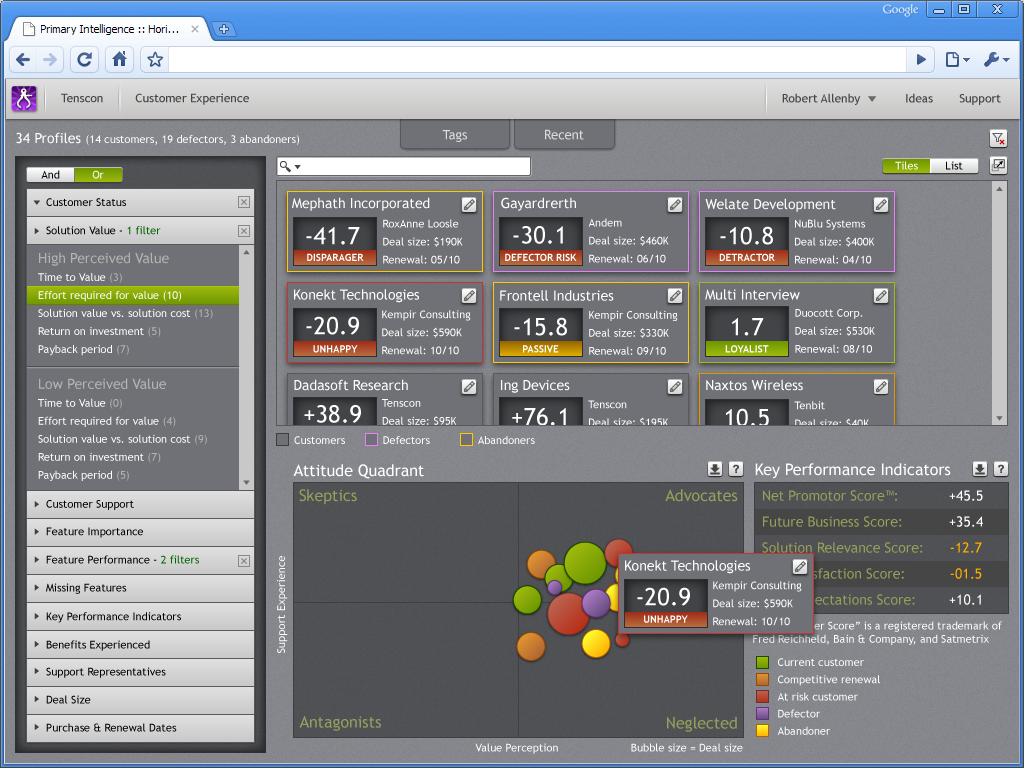 Google
Primary Intelligence :: Hori...
Tenscon
Customer Experience
Robert Allenby
Ideas
Support
34 Profiles (14 customers, 19 defectors, 3 abandoners)
Tags
Recent
And
Or
Tiles
List
Customer Status
Solution Value - 1 filter
High Perceived Value
Time to Value (3)
Effort required for value (10)
Solution value vs. solution cost (13)
Return on investment (5)
Payback period (7)
Low Perceived Value
Time to Value (0)
Effort required for value (4)
Solution value vs. solution cost (9)
Return on investment (7)
Payback period (5)
Customer Support
Feature Importance
Feature Performance - 2 filters
Missing Features
Key Performance Indicators
Benefits Experienced
Support Representatives
Deal Size
Purchase & Renewal Dates
Mephath Incorporated
-41.7
DISPARAGER
RoxAnne Loosle
Deal size: $190K
Renewal: 05/10
Gayardrerth
-30.1
DEFECTOR RISK
Andem
Deal size: $460K
Renewal: 06/10
Welate Development
-10.8
DETRACTOR
NuBlu Systems
Deal size: $400K
Renewal: 04/10
Konekt Technologies
-20.9
UNHAPPY
Kempir Consulting
Deal size: $590K
Renewal: 10/10
Frontell Industries
-15.8
PASSIVE
Kempir Consulting
Deal size: $330K
Renewal: 09/10
Multi Interview
1.7
LOYALIST
Duocott Corp.
Deal size: $530K
Renewal: 08/10
Dadasoft Research
+38.9
Tenscon
Deal size: $95K
Ing Devices
+76.1
Tenscon
Deal size: $195K
Naxtos Wireless
10.5
Tenbit
Deal size: $40K
Customers
Defectors
Abandoners
Attitude Quadrant
?
Skeptics
Advocates
Antagonists
Neglected
Support Experience
Value Perception
Bubble size = Deal size
Konekt Technologies
-20.9
UNHAPPY
Kempir Consulting
Deal size: $590K
Renewal: 10/10
Key Performance Indicators
?
Net Promotor Score™: +45.5
Future Business Score: +35.4
Solution Relevance Score: -12.7
sfaction Score: -01.5
ectations Score: +10.1
er Score" is a registered trademark of
Fred Reichheld, Bain & Company, and Satmetrix
Current customer
Competitive renewal
At risk customer
Defector
Abandoner